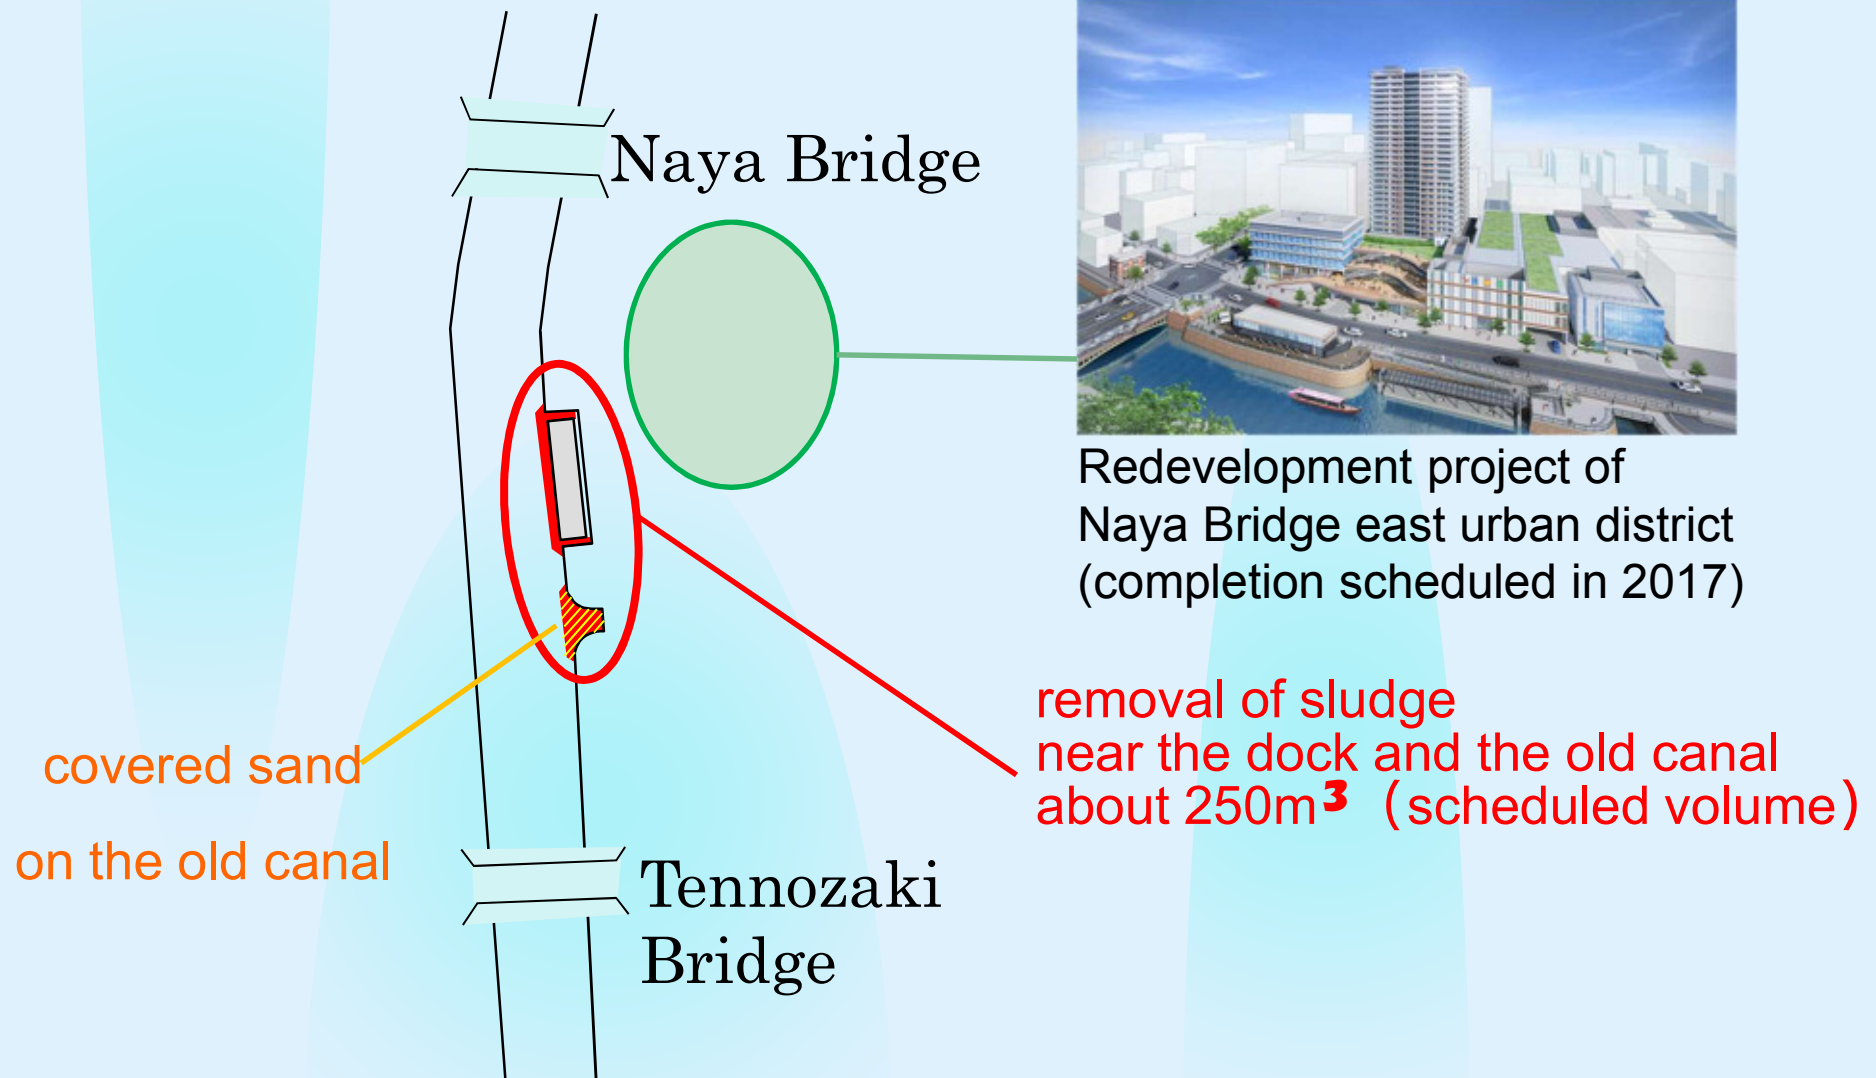 Naya Bridge
Redevelopment project of
Naya Bridge east urban district
(completion scheduled in 2017)
removal of sludge
near the dock and the old canal
about 250m³ (scheduled volume)
covered sand
on the old canal
Tennozaki
Bridge